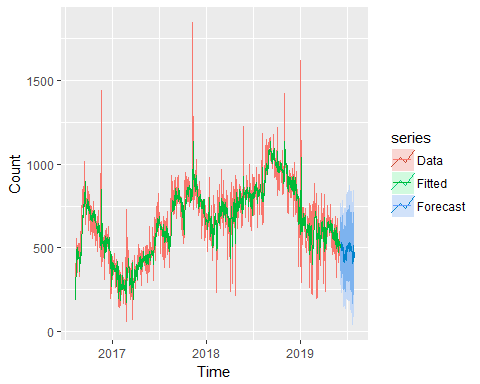 1500
1000
500
0
Count
2017 2018 2019
Time
series
Data
Fitted
Forecast